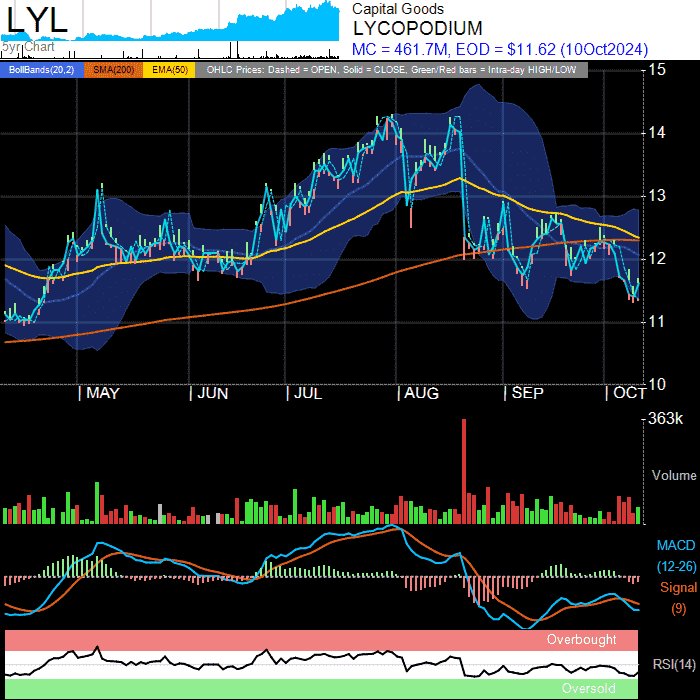 LYL
5yr Chart
Capital Goods
LYCOPODIUM
MC = 461.7M, EOD = $11.62 (10Oct2024)
BollBands(20,2) SMA(200) EMA(50) OHLC Prices: Dashed = OPEN, Solid = CLOSE, Green/Red bars = Intra-day HIGH/LOW
15
14
13
12
11
10
| MAY | JUN | JUL | AUG | SEP | OCT
363k
Volume
MACD
(12-26)
Signal
(9)
Overbought
RSI(14)
Oversold